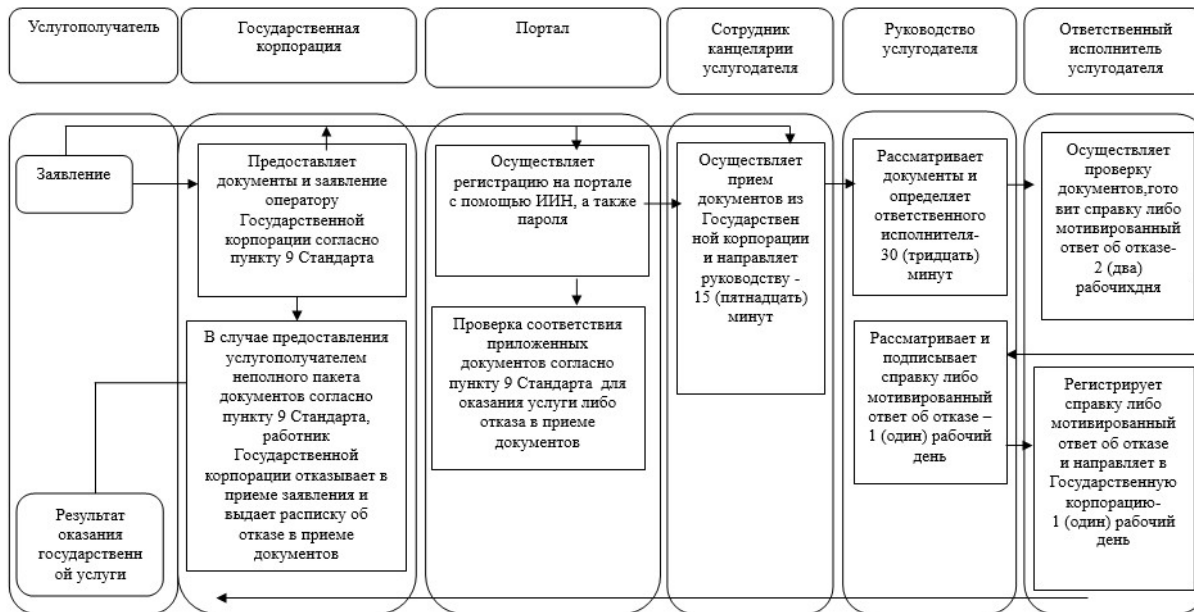 Услугополучатель
Государственная
корпорация
Портал
Сотрудник
канцелярии
услугодателя
Руководство
услугодателя
Ответственный
исполнитель
услугодателя
Заявление
Предоставляет
документы и заявление
оператору
Государственной
корпорации согласно
пункту 9 Стандарта
В случае предоставления
услугополучателем
неполного пакета
документов согласно
пункту 9 Стандарта,
работник
Государственной
корпорации отказывает в
приеме заявления и
выдает расписку об
отказе в приеме
документов
Осуществляет
регистрацию на портале
с помощью ИИН, а также
пароля
Проверка соответствия
приложенных
документов согласно
пункту 9 Стандарта для
оказания услуги либо
отказа в приеме
документов
Осуществляет
прием
документов из
Государствен
ной корпорации
и направляет
руководству -
15 (пятнадцать)
минут
Рассматривает
документы и
определяет
ответственного
исполнителя-
30 (тридцать)
минут
Рассматривает и
подписывает
справку либо
мотивированный
ответ об отказе –
1 (один) рабочий
день
Осуществляет
проверку
документов,гото
вит справку либо
мотивированный
ответ об отказе-
2 (два)
рабочихдня
Регистрирует
справку либо
мотивированный
ответ об отказе
и направляет в
Государственную
корпорацию-
1 (один) рабочий
день
Результат
оказания
государственн
ой услуги